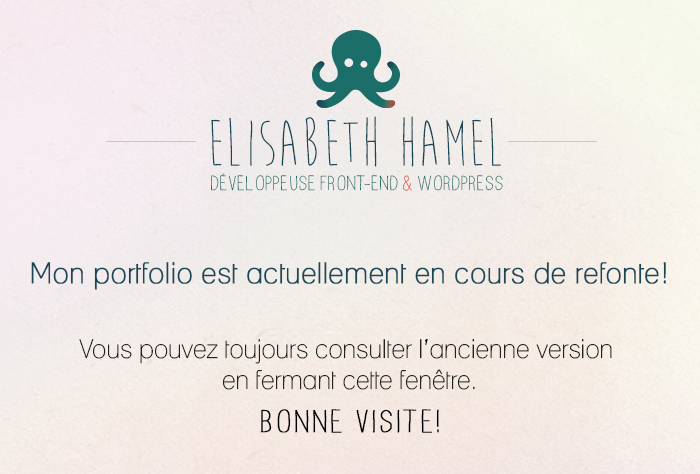 ELISABETH HAMEL
DÉVELOPPEUSE FRONT-END & WORDPRESS
Mon portfolio est actuellement en cours de refonte!
Vous pouvez toujours consulter l'ancienne version
en fermant cette fenêtre.
BONNE VISITE!